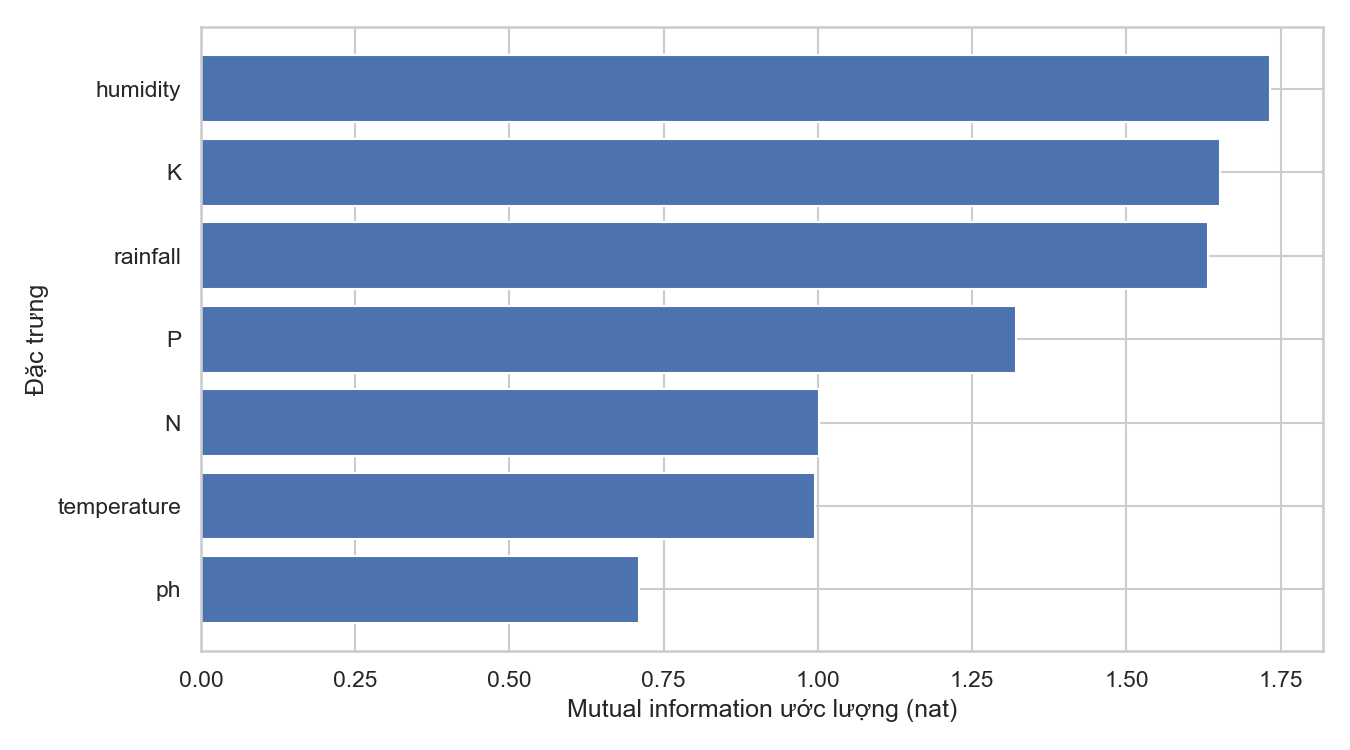 humidity
K
rainfall
P
N
temperature
ph
Đặc trưng
0.00 0.25 0.50 0.75 1.00 1.25 1.50 1.75
Mutual information ước lượng (nat)